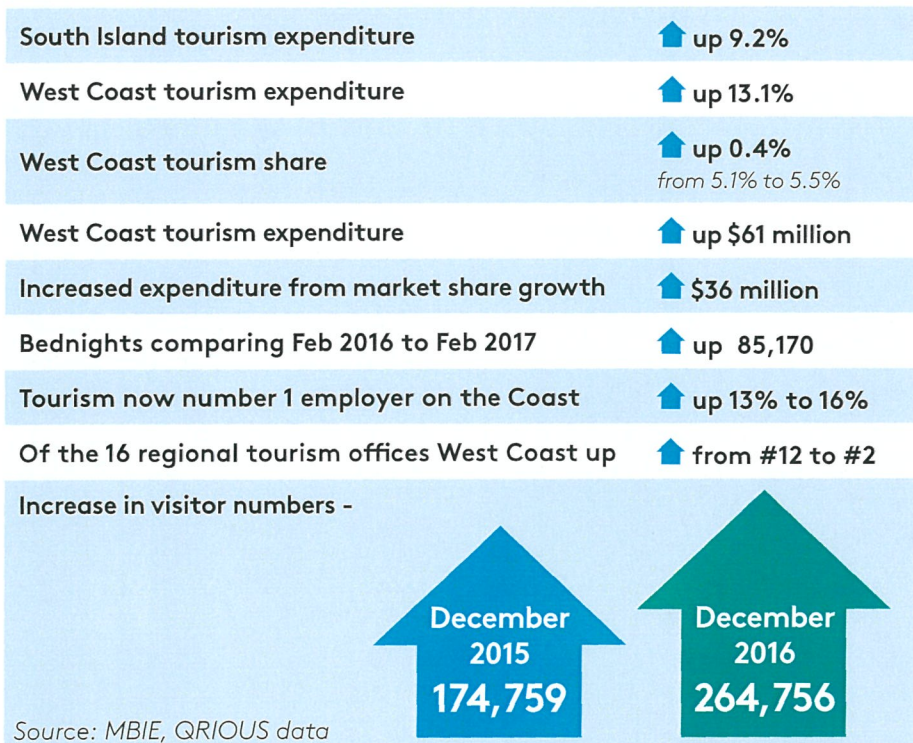 South Island tourism expenditure up 9.2%
West Coast tourism expenditure up 13.1%
West Coast tourism share up 0.4%
from 5.1% to 5.5%
West Coast tourism expenditure up $61 million
Increased expenditure from market share growth $36 million
Bednights comparing Feb 2016 to Feb 2017 up 85,170
Tourism now number 1 employer on the Coast up 13% to 16%
Of the 16 regional tourism offices West Coast up from #12 to #2
Increase in visitor numbers -
December
2015
174,759
December
2016
264,756
Source: MBIE, QRIOUS data